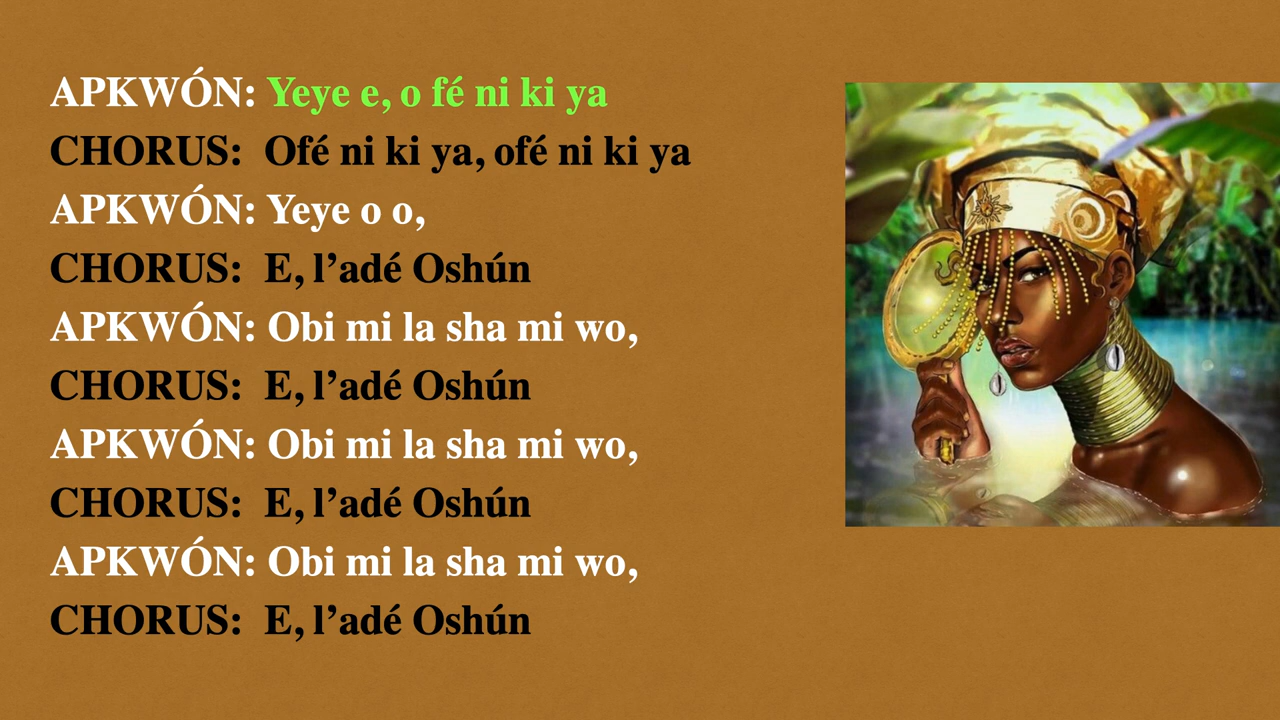 APKWÓN: Yeye e, o fé ni ki ya
CHORUS: Ofé ni ki ya, ofé ni ki ya
APKWÓN: Yeye o o,
CHORUS: E, l’adé Oshún
APKWÓN: Obi mi la sha mi wo,
CHORUS: E, l’adé Oshún
APKWÓN: Obi mi la sha mi wo,
CHORUS: E, l’adé Oshún
APKWÓN: Obi mi la sha mi wo,
CHORUS: E, l’adé Oshún